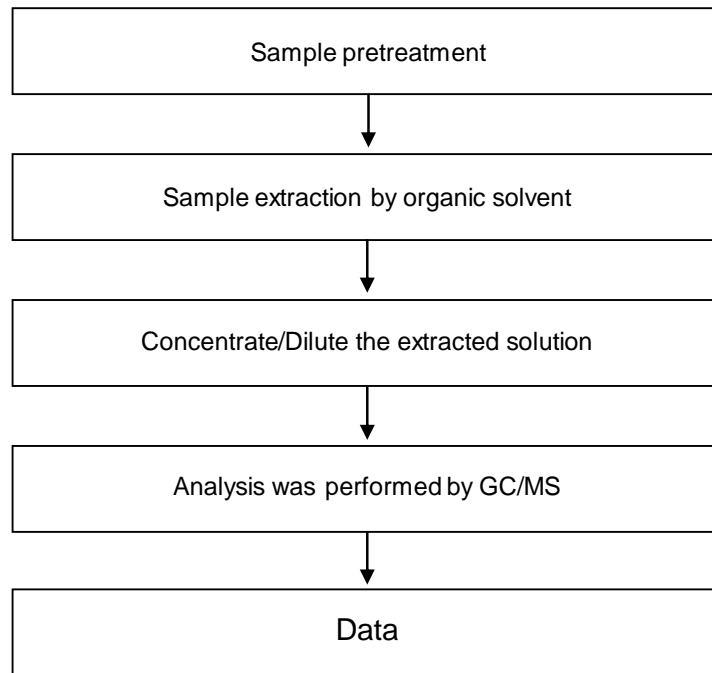 Sample pretreatment
Sample extraction by organic solvent
Concentrate/Dilute the extracted solution
Analysis was performed by GC/MS
Data